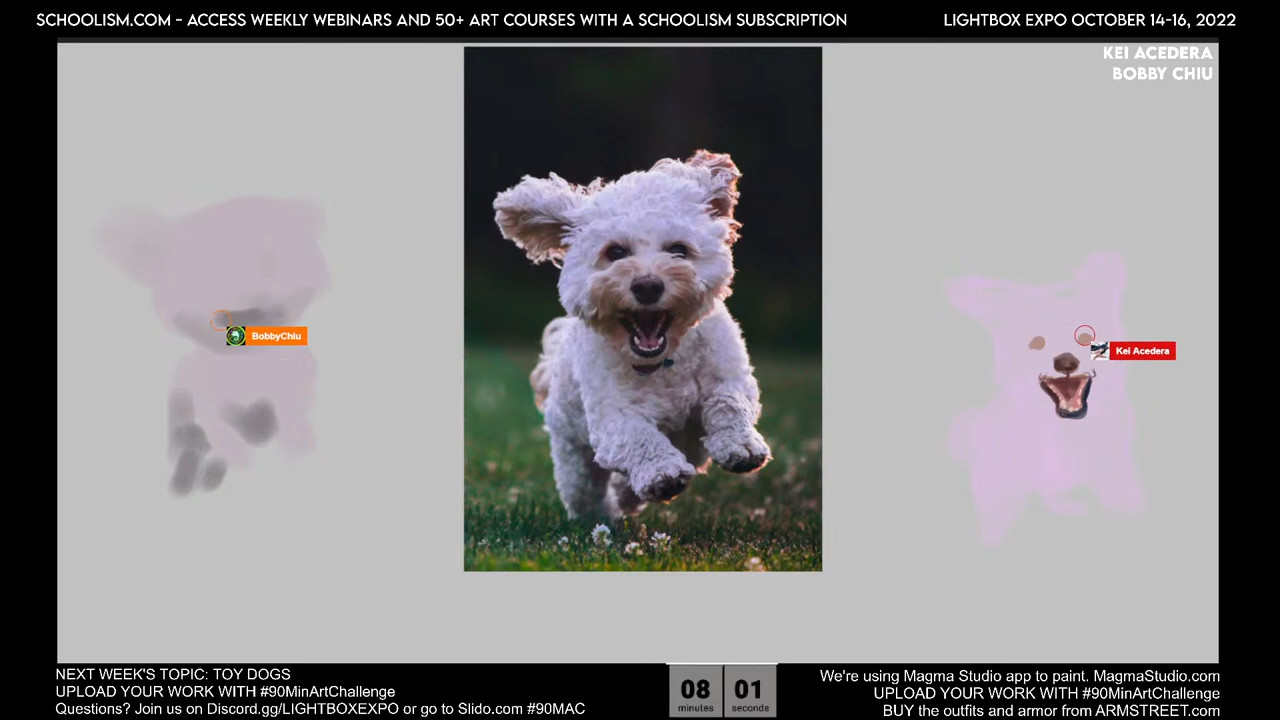 SCHOOLISM.COM – ACCESS WEEKLY WEBINARS AND 50+ ART COURSES WITH A SCHOOLISM SUBSCRIPTION
LIGHTBOX EXPO OCTOBER 14-16, 2022
KEI ACEDERA
BOBBY CHIU
BobbyChiu
Kei Acedera
NEXT WEEK'S TOPIC: TOY DOGS
UPLOAD YOUR WORK WITH #90MinArtChallenge
Questions? Join us on Discord.gg/LIGHTBOXEXPO or go to Slido.com #90MAC
08
minutes
01
seconds
We're using Magma Studio app to paint. MagmaStudio.com
UPLOAD YOUR WORK WITH #90MinArtChallenge
BUY the outfits and armor from ARMSTREET.com